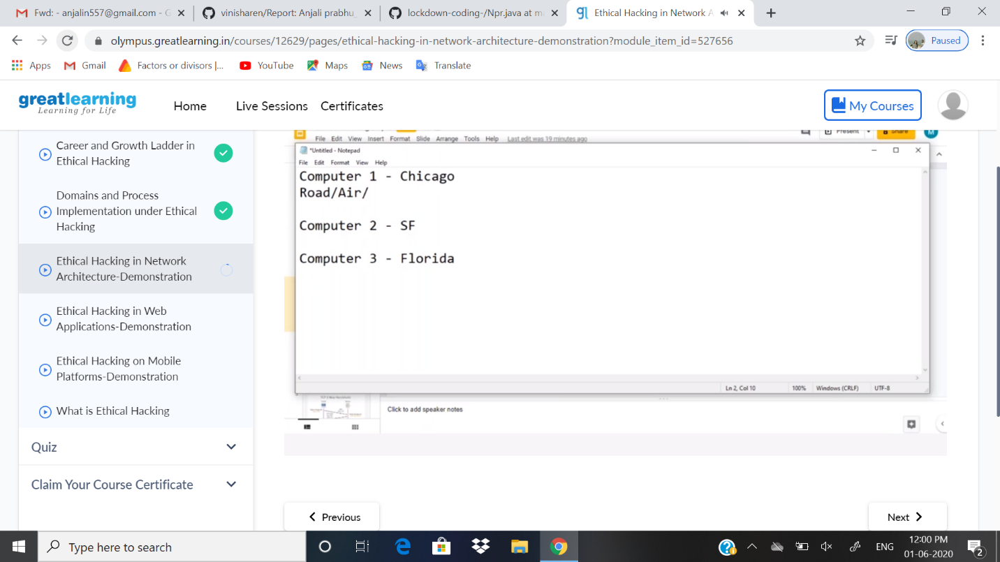 Fwd: - anjalin557@gmail.com - G
vinisharen/Report: Anjali prabhu_
lockdown-coding-/Npr.java at ma
Ethical Hacking in Network A
olympus.greatlearning.in/courses/12629/pages/ethical-hacking-in-network-architecture-demonstration?module_item_id=527656
Paused
Apps
Gmail
Factors or divisors |...
YouTube
Maps
News
Translate
greatlearning
Learning for Life
Home
Live Sessions
Certificates
My Courses
Career and Growth Ladder in
Ethical Hacking
Domains and Process
Implementation under Ethical
Hacking
Ethical Hacking in Network
Architecture-Demonstration
Ethical Hacking in Web
Applications-Demonstration
Ethical Hacking on Mobile
Platforms-Demonstration
What is Ethical Hacking
Quiz
Claim Your Course Certificate
File Edit View Insert Format Slide Arrange Tools Help Last edit was 19 minutes ago
Present
Share
M
*Untitled - Notepad
File Edit Format View Help
Computer 1 - Chicago
Road/Air/
Computer 2 - SF
Computer 3 - Florida
Ln 2, Col 10
100%
Windows (CRLF)
UTF-8
Click to add speaker notes
Previous
Next
Type here to search
ENG
12:00 PM
01-06-2020
2